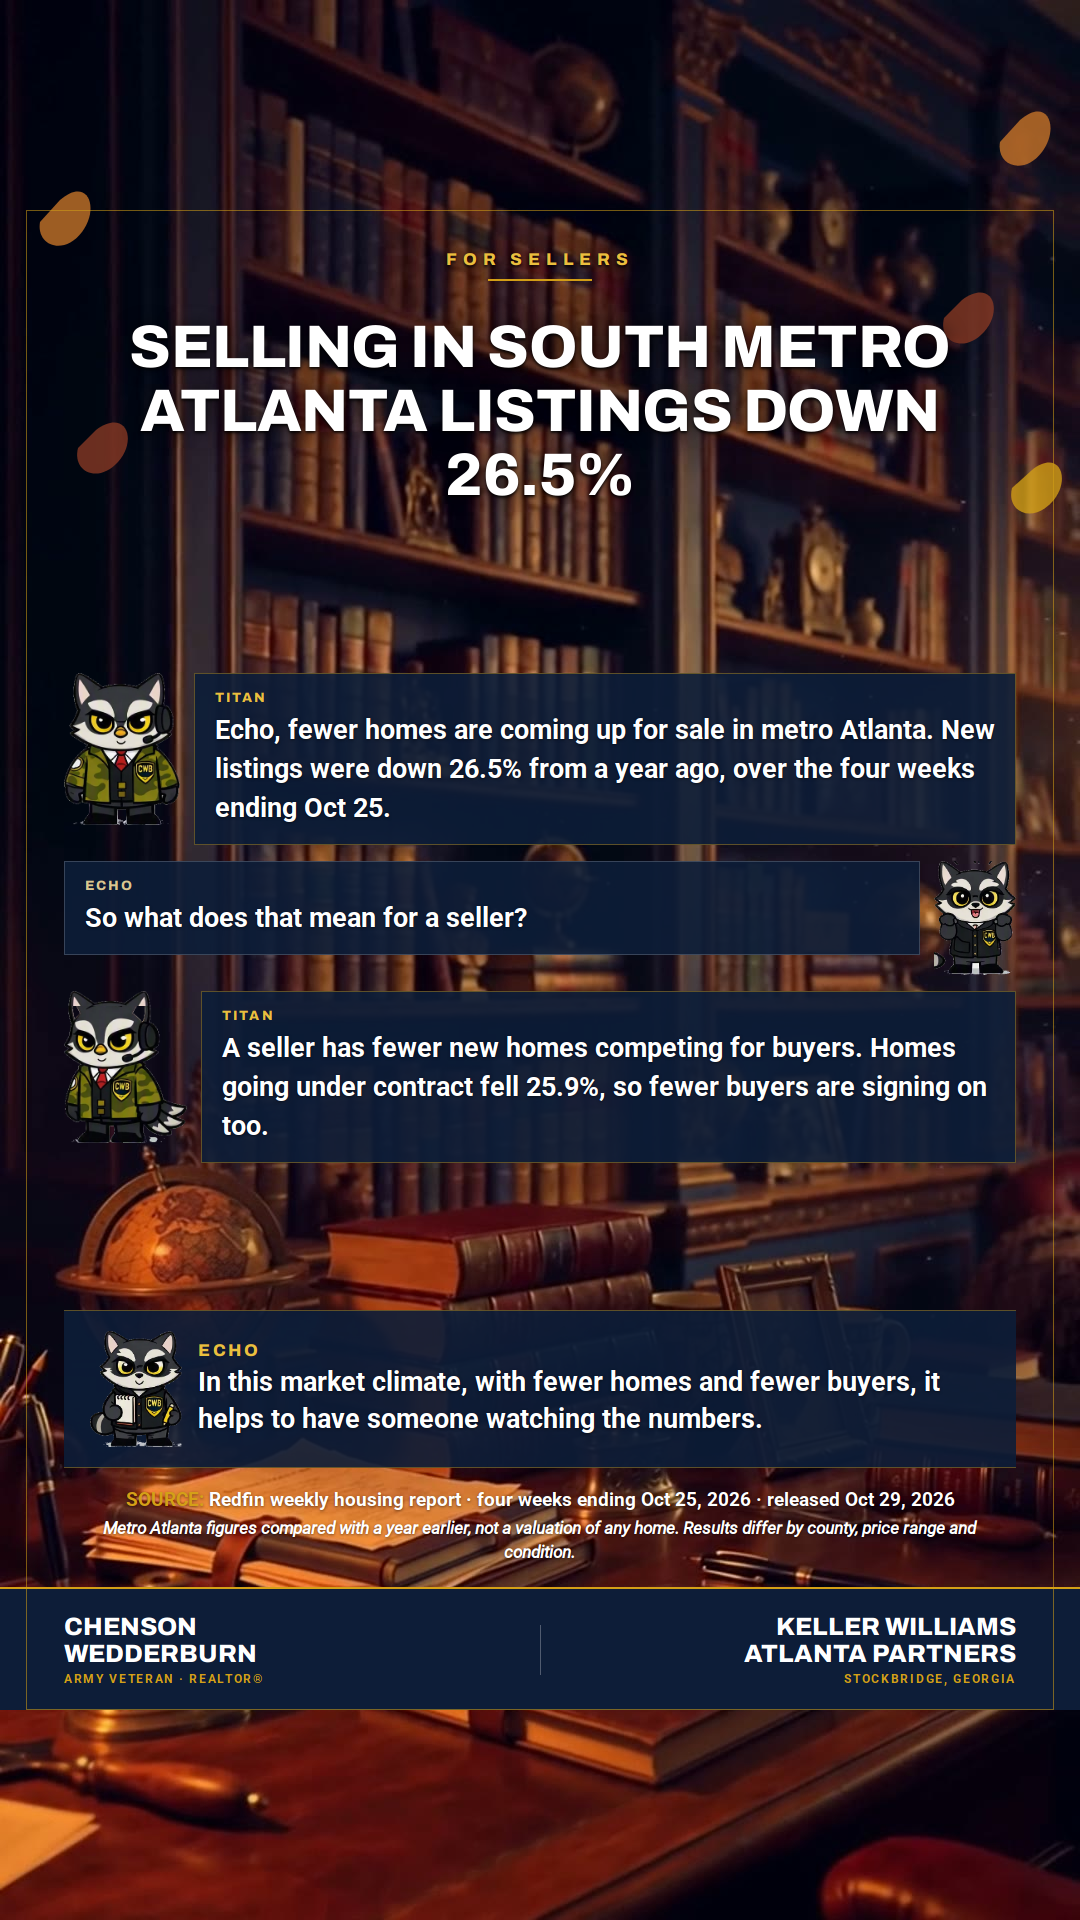 FOR SELLERS
SELLING IN SOUTH METRO
ATLANTA LISTINGS DOWN
26.5%
TITAN
Echo, fewer homes are coming up for sale in metro Atlanta. New
listings were down 26.5% from a year ago, over the four weeks
ending Oct 25.
CWB
ECHO
So what does that mean for a seller?
CWB
TITAN
A seller has fewer new homes competing for buyers. Homes
going under contract fell 25.9%, so fewer buyers are signing on
too.
CWB
ECHO
In this market climate, with fewer homes and fewer buyers, it
helps to have someone watching the numbers.
CWB
SOURCE: Redfin weekly housing report · four weeks ending Oct 25, 2026 · released Oct 29, 2026
Metro Atlanta figures compared with a year earlier, not a valuation of any home. Results differ by county, price range and
condition.
CHENSON
WEDDERBURN
ARMY VETERAN · REALTOR®
KELLER WILLIAMS
ATLANTA PARTNERS
STOCKBRIDGE, GEORGIA